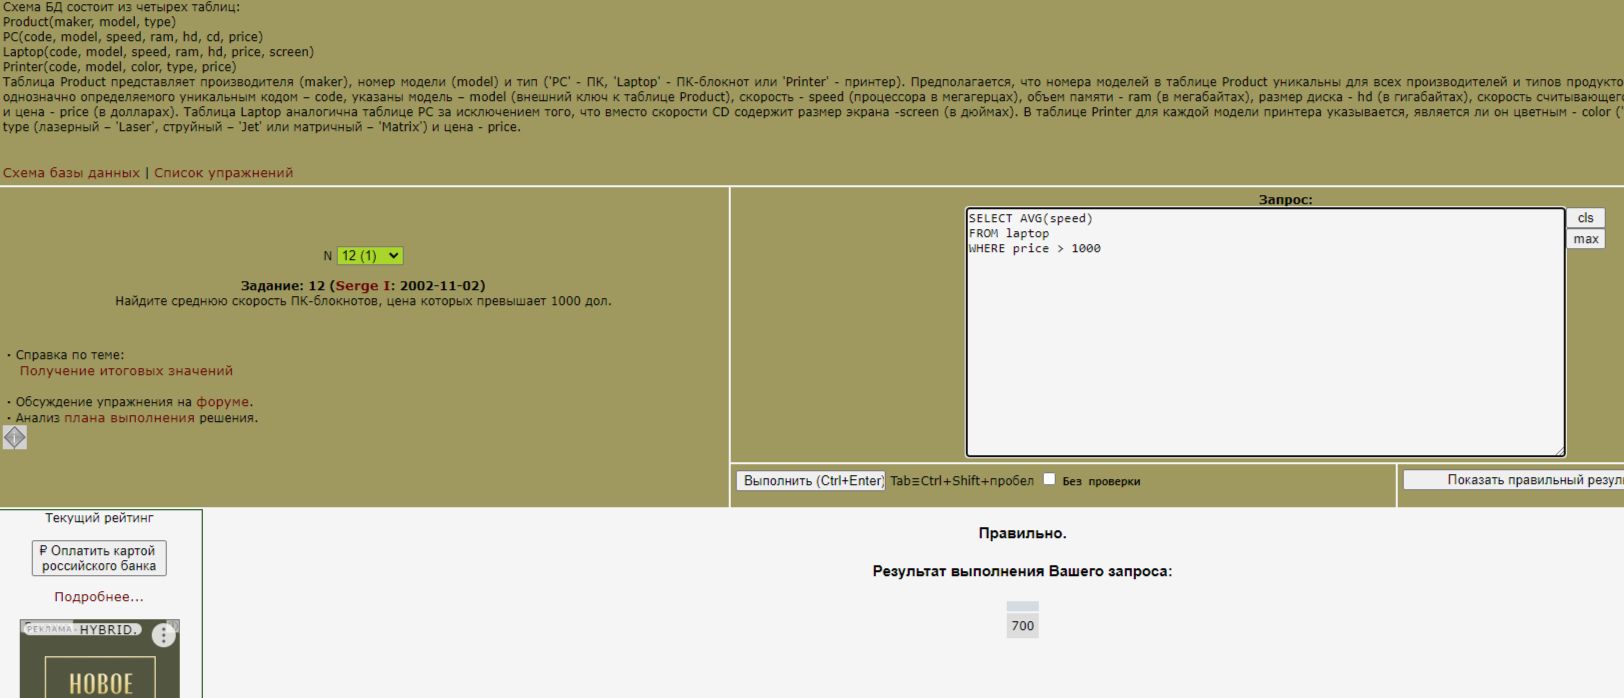 Схема БД состоит из четырех таблиц:
Product(maker, model, type)
PC(code, model, speed, ram, hd, cd, price)
Laptop(code, model, speed, ram, hd, price, screen)
Printer(code, model, color, type, price)
Таблица Product представляет производителя (maker), номер модели (model) и тип ('PC' - ПК, 'Laptop' - ПК-блокнот или 'Printer' - принтер). Предполагается, что номера моделей в таблице Product уникальны для всех производителей и типов продукто
однозначно определяемого уникальным кодом – code, указаны модель – model (внешний ключ к таблице Product), скорость - speed (процессора в мегагерцах), объем памяти - ram (в мегабайтах), размер диска - hd (в гигабайтах), скорость считывающего
и цена - price (в долларах). Таблица Laptop аналогична таблице РС за исключением того, что вместо скорости CD содержит размер экрана -screen (в дюймах). В таблице Printer для каждой модели принтера указывается, является ли он цветным - color ('
type (лазерный – 'Laser', струйный – 'Jet' или матричный – 'Matrix') и цена - price.
Схема базы данных | Список упражнений
N 12 (1)
Задание: 12 (Serge I: 2002-11-02)
Найдите среднюю скорость ПК-блокнотов, цена которых превышает 1000 дол.
· Справка по теме:
Получение итоговых значений
· Обсуждение упражнения на форуме.
· Анализ плана выполнения решения.
Запрос:
SELECT AVG(speed)
FROM laptop
WHERE price > 1000
cls
max
Выполнить (Ctrl+Enter) Tab≡Ctrl+Shift+пробел Без проверки
Показать правильный резул
Текущий рейтинг
₽ Оплатить картой
российского банка
Подробнее...
РЕКЛАМА · HYBRID.
НОВОЕ
Правильно.
Результат выполнения Вашего запроса:
700